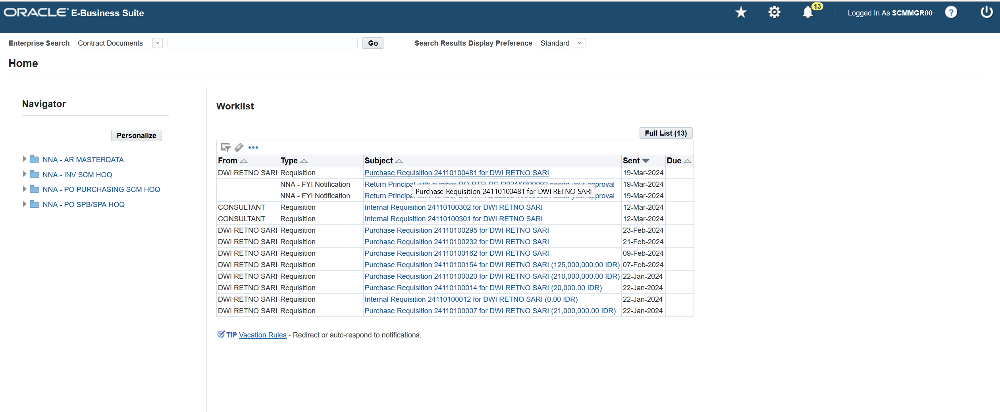 ORACLE E-Business Suite
13
Logged In As SCMMGR00
?
Enterprise Search Contract Documents Go Search Results Display Preference Standard
Home
Navigator
Personalize
NNA - AR MASTERDATA
NNA - INV SCM HOQ
NNA - PO PURCHASING SCM HOQ
NNA - PO SPB/SPA HOQ
Worklist
Full List (13)
From Type Subject Sent Due
DWI RETNO SARI Requisition Purchase Requisition 24110100481 for DWI RETNO SARI 19-Mar-2024
NNA - FYI Notification Return Principal with number DO-RTR-DCJ2024/0300092 needs your approval 19-Mar-2024
Purchase Requisition 24110100481 for DWI RETNO SARI
NNA - FYI Notification Return Principal needs your approval 19-Mar-2024
CONSULTANT Requisition Internal Requisition 24110100302 for DWI RETNO SARI 12-Mar-2024
CONSULTANT Requisition Internal Requisition 24110100301 for DWI RETNO SARI 12-Mar-2024
DWI RETNO SARI Requisition Purchase Requisition 24110100295 for DWI RETNO SARI 23-Feb-2024
DWI RETNO SARI Requisition Purchase Requisition 24110100232 for DWI RETNO SARI 21-Feb-2024
DWI RETNO SARI Requisition Purchase Requisition 24110100162 for DWI RETNO SARI 09-Feb-2024
DWI RETNO SARI Requisition Purchase Requisition 24110100154 for DWI RETNO SARI (125,000,000.00 IDR) 07-Feb-2024
DWI RETNO SARI Requisition Purchase Requisition 24110100020 for DWI RETNO SARI (210,000,000.00 IDR) 22-Jan-2024
DWI RETNO SARI Requisition Purchase Requisition 24110100014 for DWI RETNO SARI (20,000.00 IDR) 22-Jan-2024
DWI RETNO SARI Requisition Internal Requisition 24110100012 for DWI RETNO SARI (0.00 IDR) 22-Jan-2024
DWI RETNO SARI Requisition Purchase Requisition 24110100007 for DWI RETNO SARI (21,000,000.00 IDR) 22-Jan-2024
TIP Vacation Rules - Redirect or auto-respond to notifications.